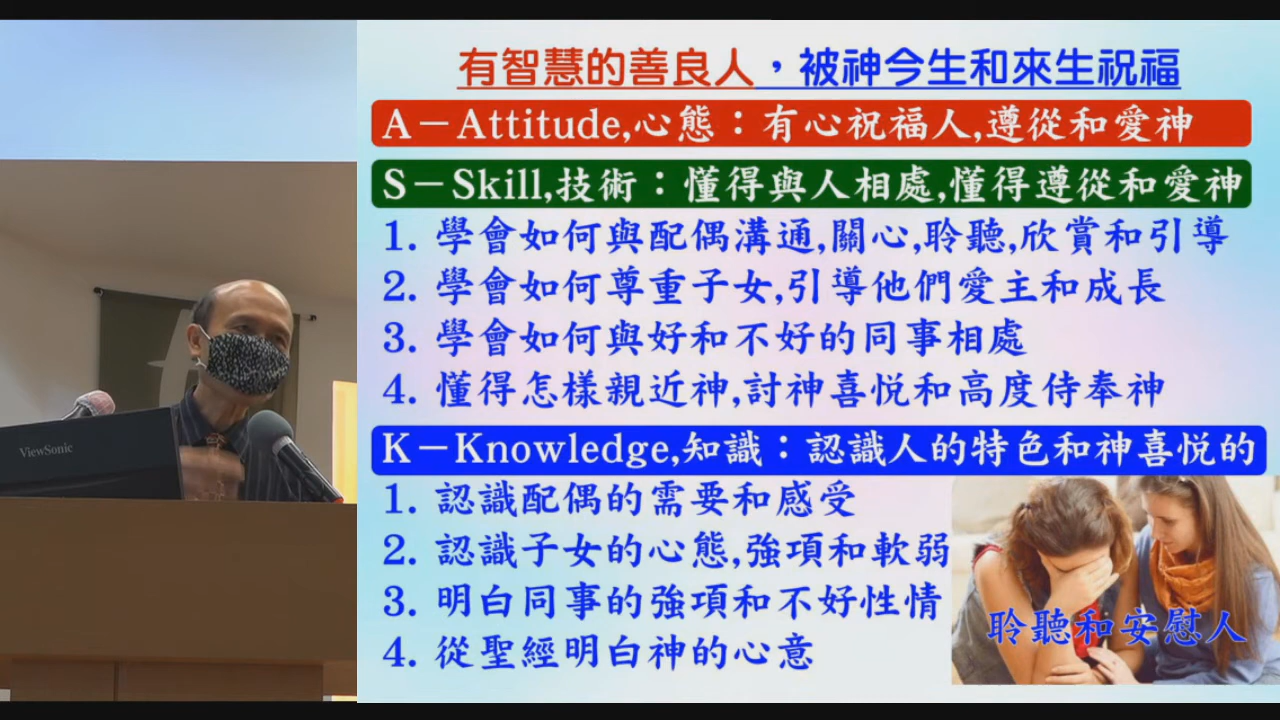 有智慧的善良人，被神今生和來生祝福
A－Attitude,心態：有心祝福人,遵從和愛神
S－Skill,技術：懂得與人相處,懂得遵從和愛神
1. 學會如何與配偶溝通,關心,聆聽,欣賞和引導
2. 學會如何尊重子女,引導他們愛主和成長
3. 學會如何與好和不好的同事相處
4. 懂得怎樣親近神,討神喜悅和高度侍奉神
K－Knowledge,知識：認識人的特色和神喜悅的
1. 認識配偶的需要和感受
2. 認識子女的心態,強項和軟弱
3. 明白同事的強項和不好性情
4. 從聖經明白神的心意
聆聽和安慰人
ViewSonic